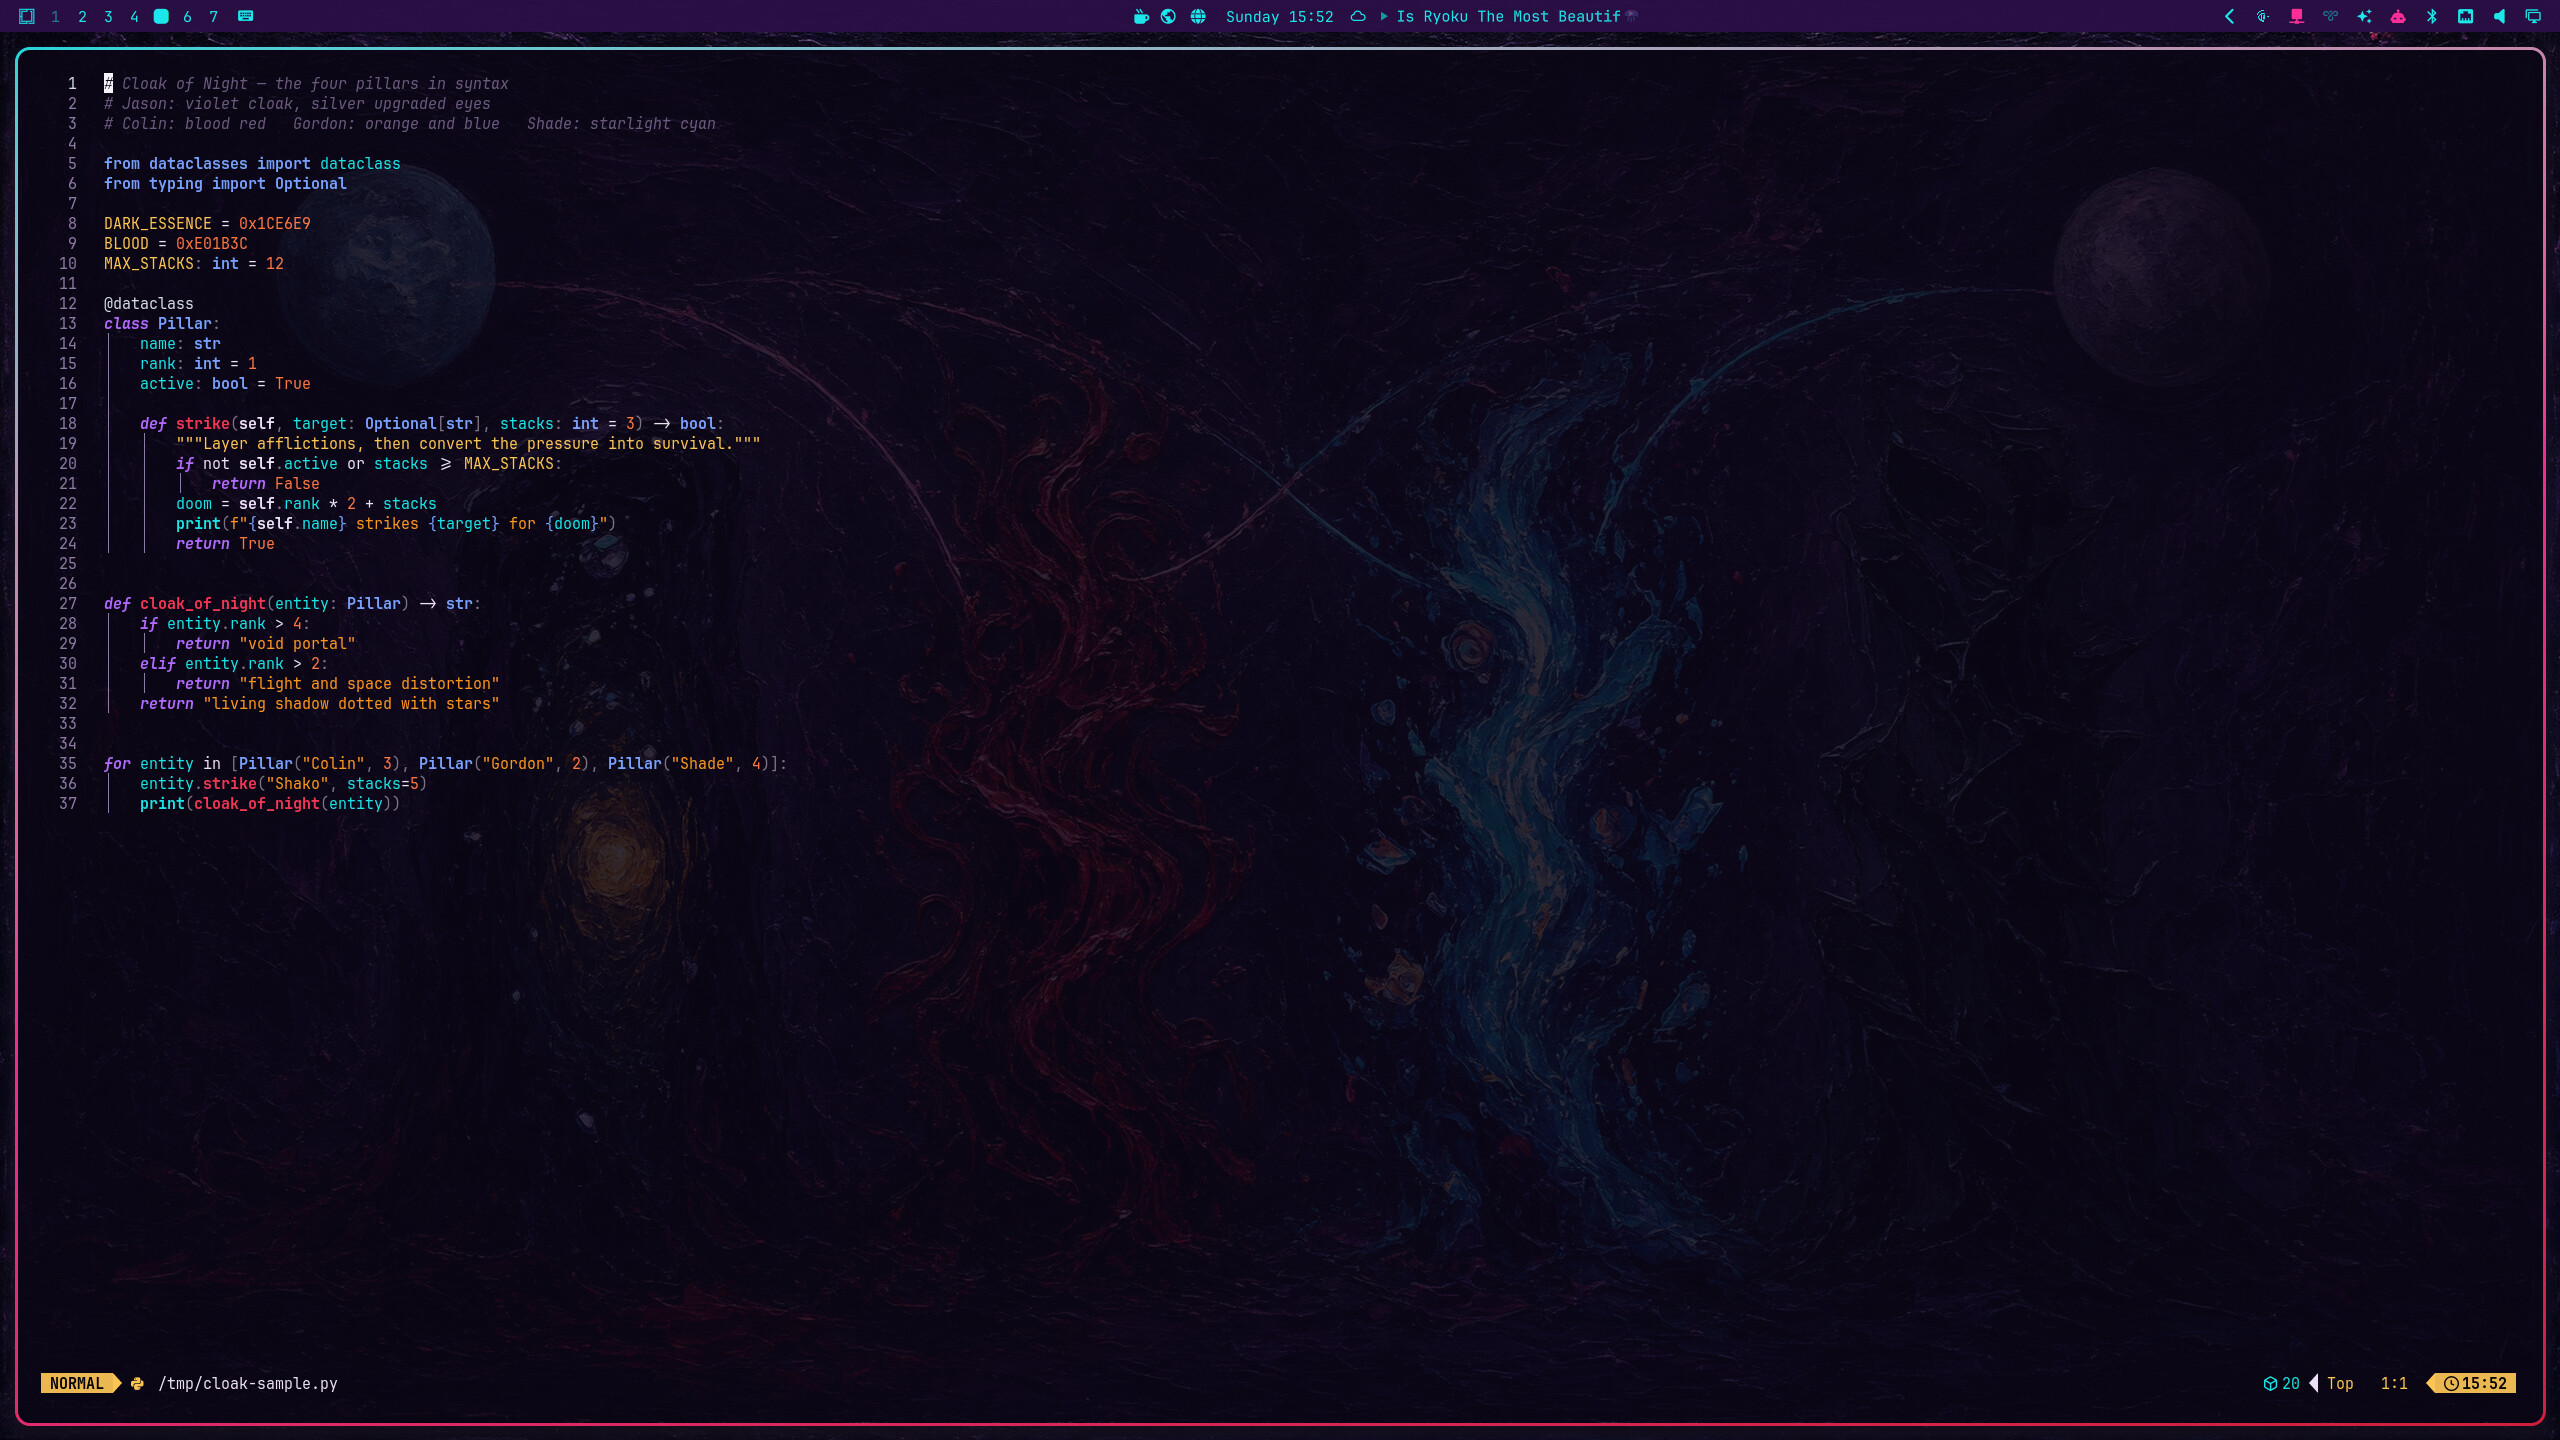 1 2 3 4 6 7
Sunday 15:52 Is Ryoku The Most Beautif
1 # Cloak of Night — the four pillars in syntax
2 # Jason: violet cloak, silver upgraded eyes
3 # Colin: blood red   Gordon: orange and blue   Shade: starlight cyan
4
5 from dataclasses import dataclass
6 from typing import Optional
7
8 DARK_ESSENCE = 0x1CE6E9
9 BLOOD = 0xE01B3C
10 MAX_STACKS: int = 12
11
12 @dataclass
13 class Pillar:
14     name: str
15     rank: int = 1
16     active: bool = True
17
18     def strike(self, target: Optional[str], stacks: int = 3) -> bool:
19         """Layer afflictions, then convert the pressure into survival."""
20         if not self.active or stacks >= MAX_STACKS:
21             return False
22         doom = self.rank * 2 + stacks
23         print(f"{self.name} strikes {target} for {doom}")
24         return True
25
26
27 def cloak_of_night(entity: Pillar) -> str:
28     if entity.rank > 4:
29         return "void portal"
30     elif entity.rank > 2:
31         return "flight and space distortion"
32     return "living shadow dotted with stars"
33
34
35 for entity in [Pillar("Colin", 3), Pillar("Gordon", 2), Pillar("Shade", 4)]:
36     entity.strike("Shako", stacks=5)
37     print(cloak_of_night(entity))
NORMAL /tmp/cloak-sample.py 20 Top 1:1 15:52